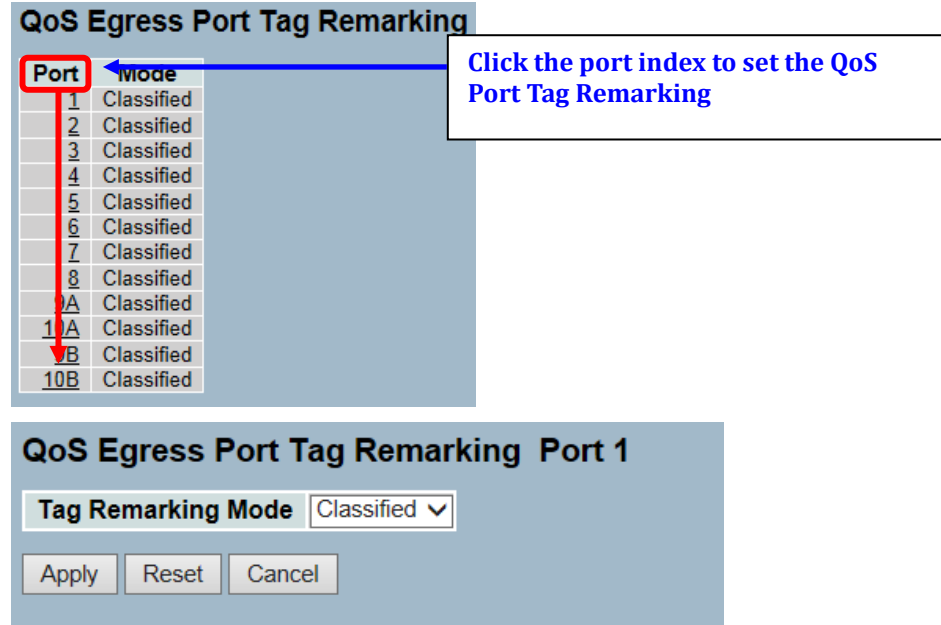 QoS Egress Port Tag Remarking
Click the port index to set the QoS
Port Tag Remarking
Port Mode
1 Classified
2 Classified
3 Classified
4 Classified
5 Classified
6 Classified
7 Classified
8 Classified
9A Classified
10A Classified
9B Classified
10B Classified
QoS Egress Port Tag Remarking Port 1
Tag Remarking Mode Classified
Apply Reset Cancel